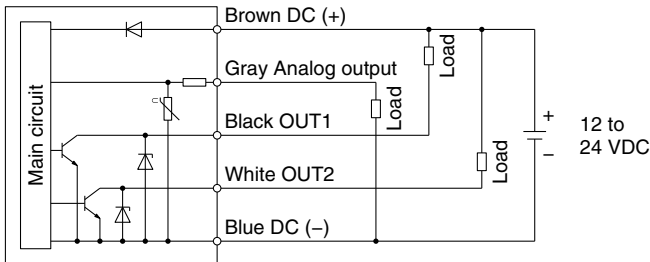 Brown DC (+)
Gray Analog output
Black OUT1
White OUT2
Blue DC (−)
Main circuit
U
Load
Load
Load
+
−
12 to
24 VDC